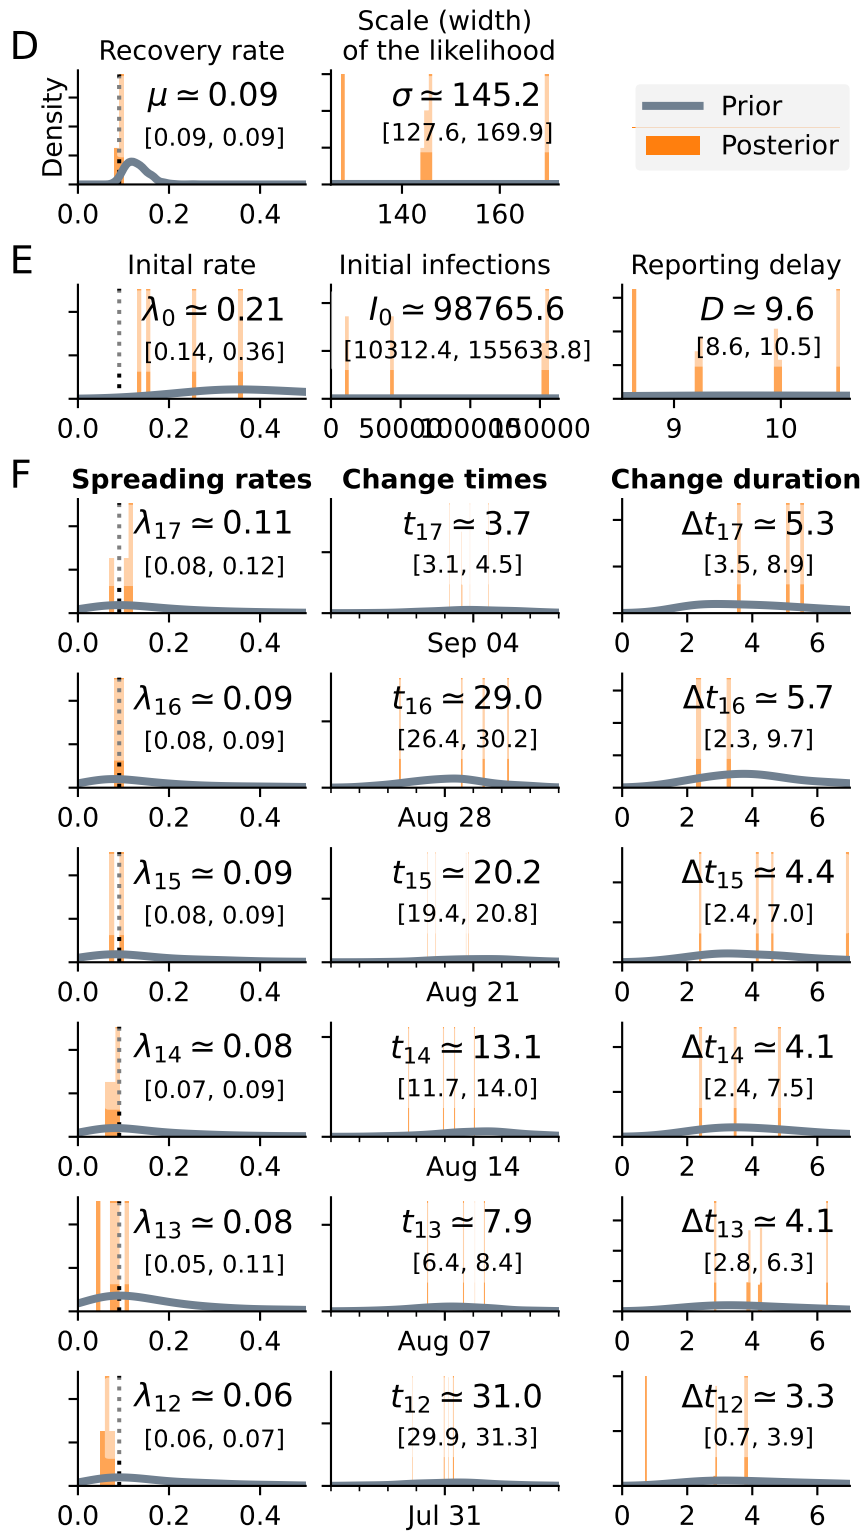 D
Recovery rate
Scale (width)
of the likelihood
Density
μ ≃ 0.09
[0.09, 0.09]
σ ≃ 145.2
[127.6, 169.9]
Prior
Posterior
0.0 0.2 0.4
140 160
E
Inital rate
Initial infections
Reporting delay
λ0 ≃ 0.21
[0.14, 0.36]
I0 ≃ 98765.6
[10312.4, 155633.8]
D ≃ 9.6
[8.6, 10.5]
0.0 0.2 0.4
0 50000 100000 150000
9 10
F
Spreading rates Change times Change duration
λ17 ≃ 0.11
[0.08, 0.12]
t17 ≃ 3.7
[3.1, 4.5]
Δt17 ≃ 5.3
[3.5, 8.9]
0.0 0.2 0.4
Sep 04
0 2 4 6
λ16 ≃ 0.09
[0.08, 0.09]
t16 ≃ 29.0
[26.4, 30.2]
Δt16 ≃ 5.7
[2.3, 9.7]
0.0 0.2 0.4
Aug 28
0 2 4 6
λ15 ≃ 0.09
[0.08, 0.09]
t15 ≃ 20.2
[19.4, 20.8]
Δt15 ≃ 4.4
[2.4, 7.0]
0.0 0.2 0.4
Aug 21
0 2 4 6
λ14 ≃ 0.08
[0.07, 0.09]
t14 ≃ 13.1
[11.7, 14.0]
Δt14 ≃ 4.1
[2.4, 7.5]
0.0 0.2 0.4
Aug 14
0 2 4 6
λ13 ≃ 0.08
[0.05, 0.11]
t13 ≃ 7.9
[6.4, 8.4]
Δt13 ≃ 4.1
[2.8, 6.3]
0.0 0.2 0.4
Aug 07
0 2 4 6
λ12 ≃ 0.06
[0.06, 0.07]
t12 ≃ 31.0
[29.9, 31.3]
Δt12 ≃ 3.3
[0.7, 3.9]
0.0 0.2 0.4
Jul 31
0 2 4 6